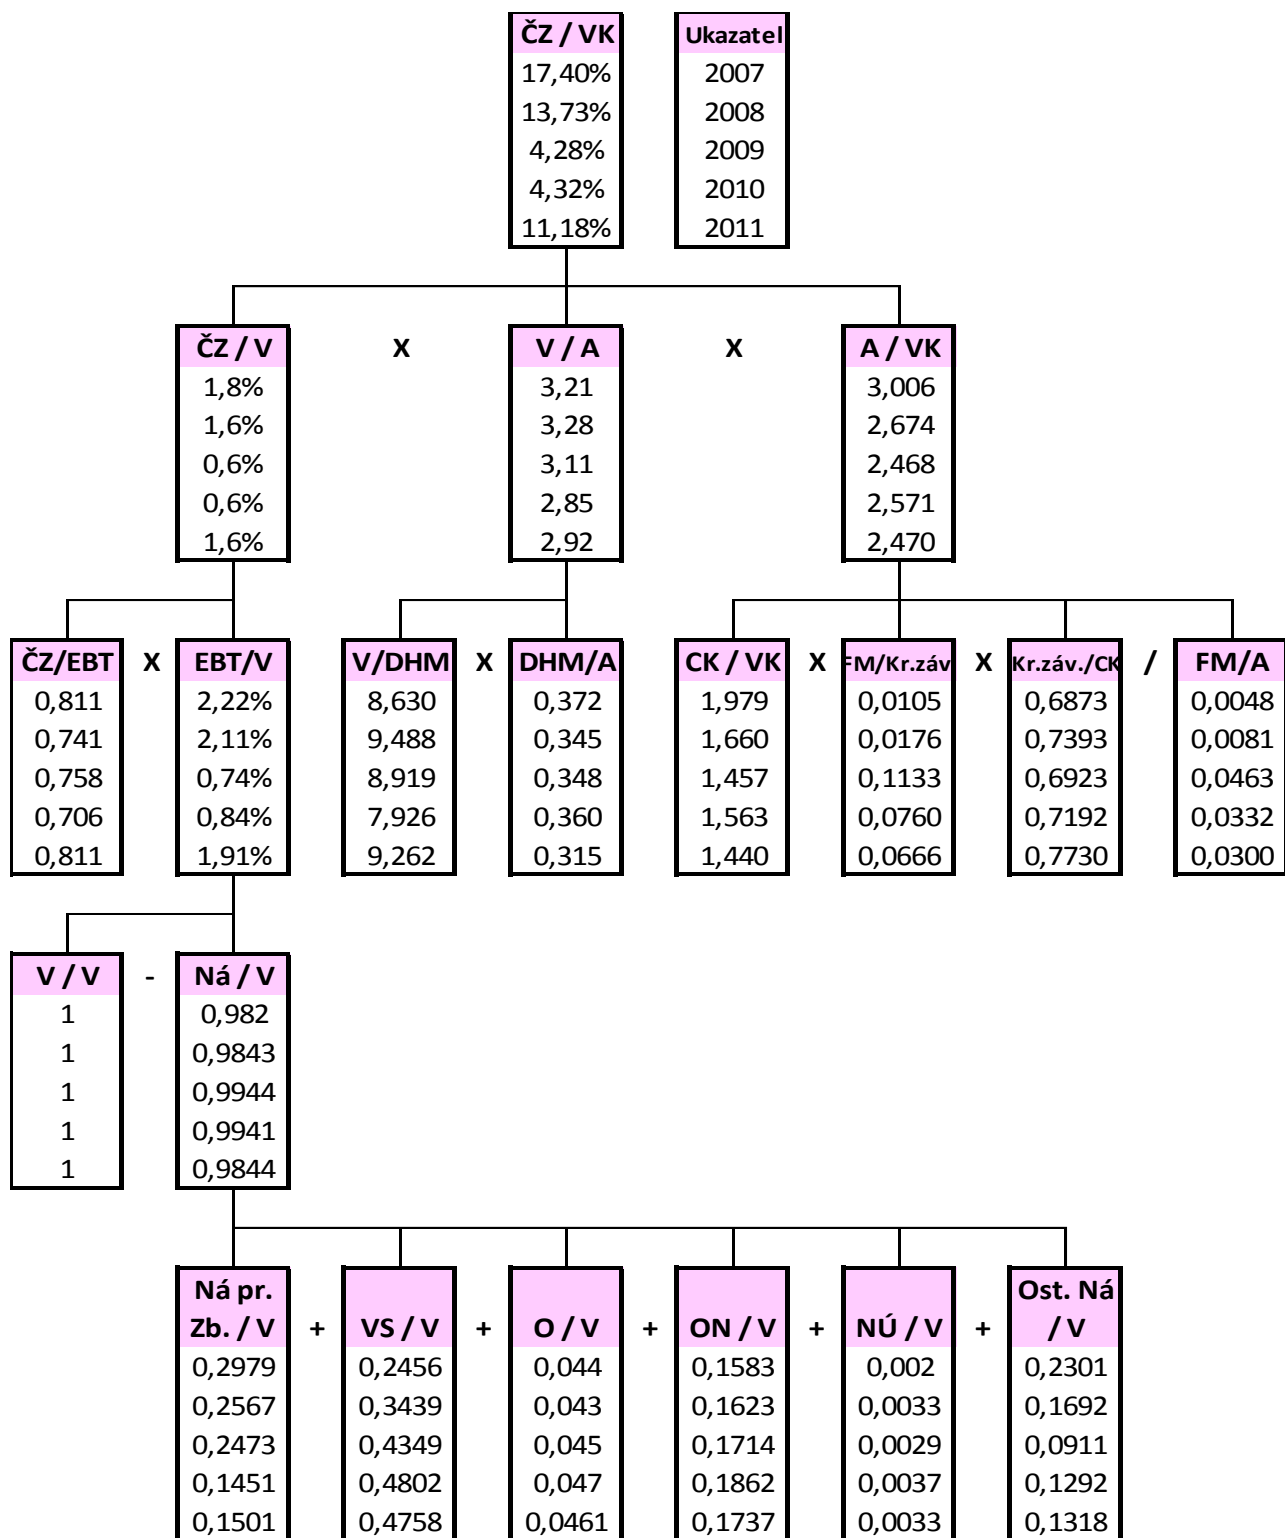 ČZ / VK Ukazatel
17,40% 2007
13,73% 2008
4,28% 2009
4,32% 2010
11,18% 2011
ČZ / V X V / A X A / VK
1,8% 3,21 3,006
1,6% 3,28 2,674
0,6% 3,11 2,468
0,6% 2,85 2,571
1,6% 2,92 2,470
ČZ/EBT X EBT/V V/DHM X DHM/A CK / VK X FM/Kr.záv X Kr.záv./CK / FM/A
0,811 2,22% 8,630 0,372 1,979 0,0105 0,6873 0,0048
0,741 2,11% 9,488 0,345 1,660 0,0176 0,7393 0,0081
0,758 0,74% 8,919 0,348 1,457 0,1133 0,6923 0,0463
0,706 0,84% 7,926 0,360 1,563 0,0760 0,7192 0,0332
0,811 1,91% 9,262 0,315 1,440 0,0666 0,7730 0,0300
V / V - Ná / V
1 0,982
1 0,9843
1 0,9944
1 0,9941
1 0,9844
Ná pr. Ost. Ná
Zb. / V + VS / V + O / V + ON / V + NÚ / V + / V
0,2979 0,2456 0,044 0,1583 0,002 0,2301
0,2567 0,3439 0,043 0,1623 0,0033 0,1692
0,2473 0,4349 0,045 0,1714 0,0029 0,0911
0,1451 0,4802 0,047 0,1862 0,0037 0,1292
0,1501 0,4758 0,0461 0,1737 0,0033 0,1318